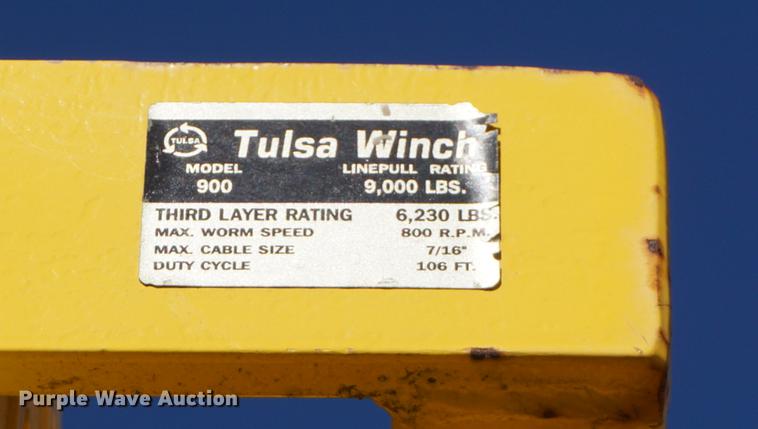 TULSA Tulsa Winch
MODEL LINEPULL RATING
900 9,000 LBS.
THIRD LAYER RATING 6,230 LBS.
MAX. WORM SPEED 800 R.P.M.
MAX. CABLE SIZE 7/16"
DUTY CYCLE 106 FT.
Purple Wave Auction